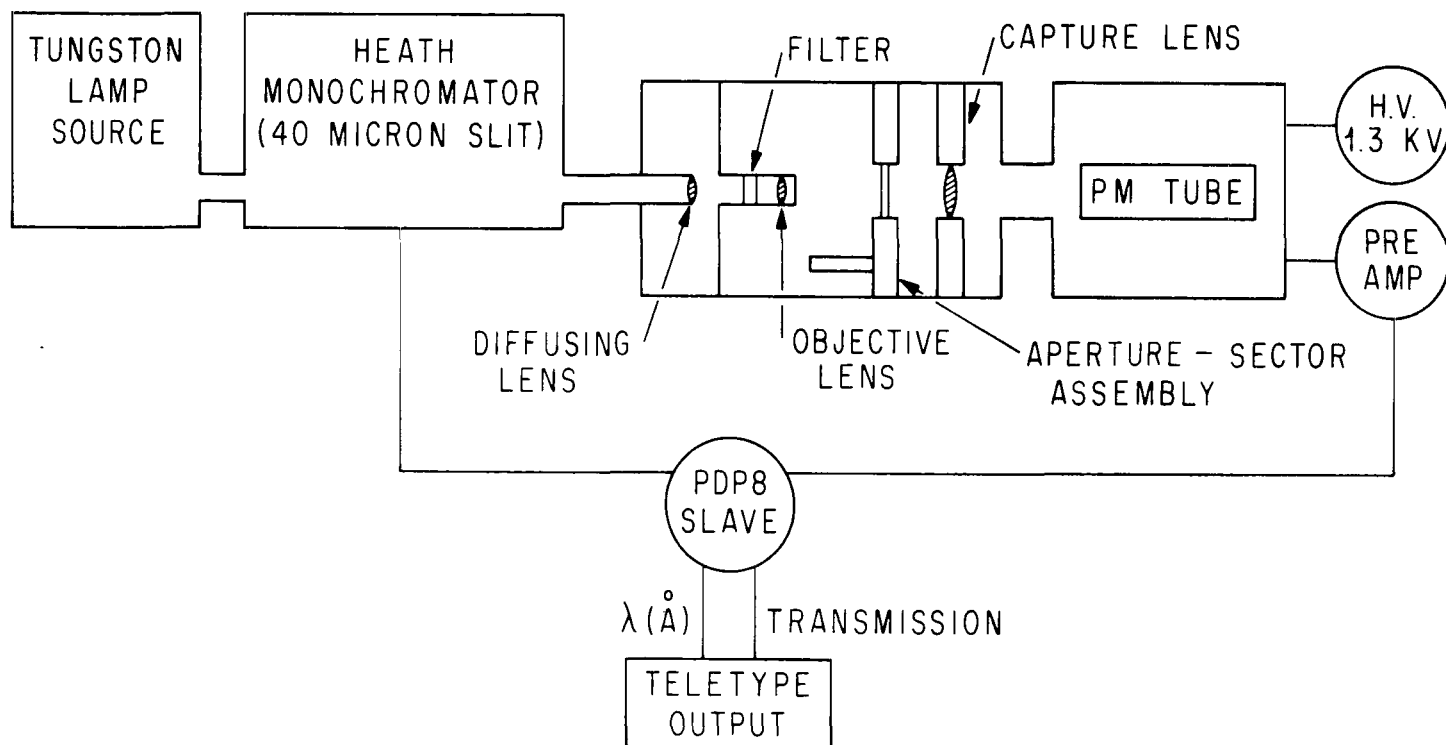 TUNGSTON
LAMP
SOURCE
HEATH
MONOCHROMATOR
(40 MICRON SLIT)
FILTER
CAPTURE LENS
H.V.
1.3 KV
PM TUBE
PRE
AMP
DIFFUSING
LENS
OBJECTIVE
LENS
APERTURE – SECTOR
ASSEMBLY
PDP8
SLAVE
λ(Å)
TRANSMISSION
TELETYPE
OUTPUT